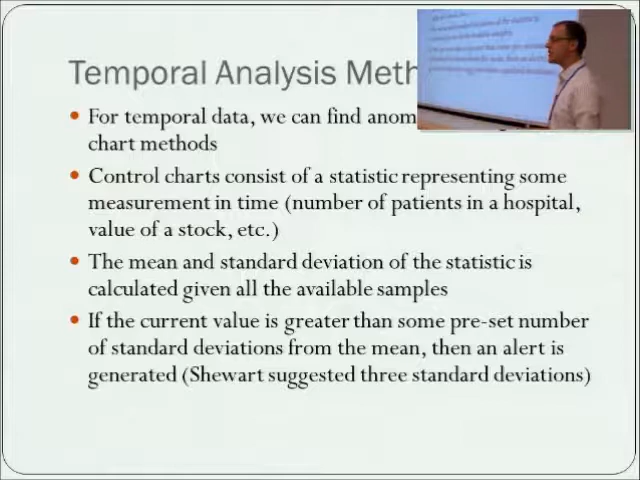 Temporal Analysis
For temporal data, we can find
chart methods
Control charts consist of a statistic representing some
measurement in time (number of patients in a hospital,
value of a stock, etc.)
The mean and standard deviation of the statistic is
calculated given all the available samples
If the current value is greater than some pre-set number
of standard deviations from the mean, then an alert is
generated (Shewart suggested three standard deviations)